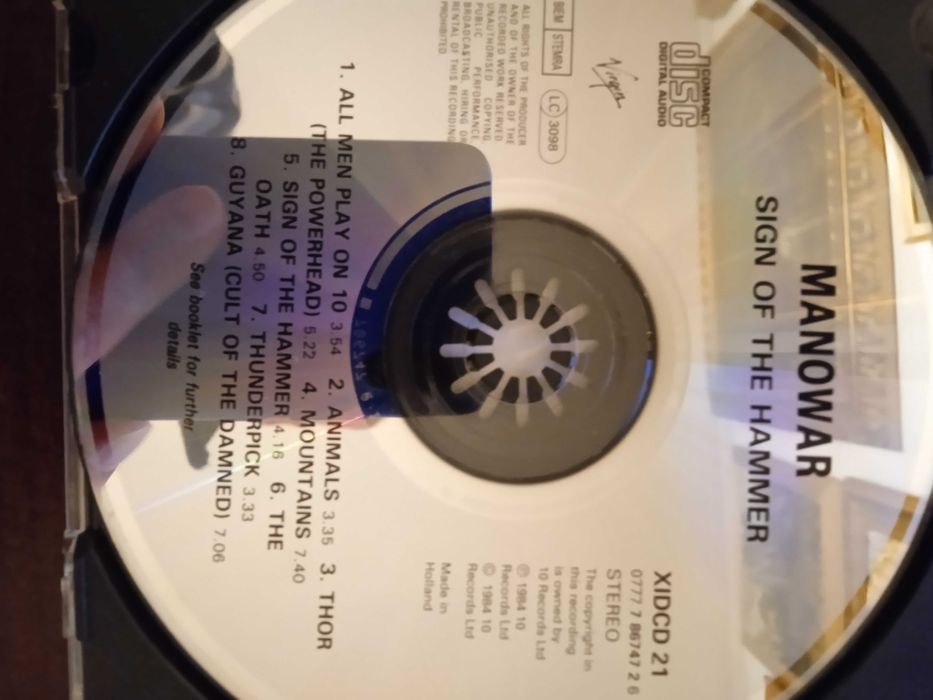 MANOWAR
SIGN OF THE HAMMER
COMPACT
disc
DIGITAL AUDIO
Virgin
BIEM STEMRA
LC 3098
ALL RIGHTS OF THE PRODUCER
AND OF THE OWNER OF THE
RECORDED WORK RESERVED
UNAUTHORISED COPYING
PUBLIC PERFORMANCE
BROADCASTING, HIRING OR
RENTAL OF THIS RECORDING
PROHIBITED
XIDCD 21
0777 7 86747 2 6
STEREO
The copyright in
this recording
is owned by
10 Records Ltd
℗ 1984 10
Records Ltd
© 1984 10
Records Ltd
Made in
Holland
1. ALL MEN PLAY ON 10 3.54 2. ANIMALS 3.35 3. THOR
(THE POWERHEAD) 5.22 4. MOUNTAINS 7.40
5. SIGN OF THE HAMMER 4.16 6. THE
OATH 4.50 7. THUNDERPICK 3.33
8. GUYANA (CULT OF THE DAMNED) 7.06
See booklet for further
details